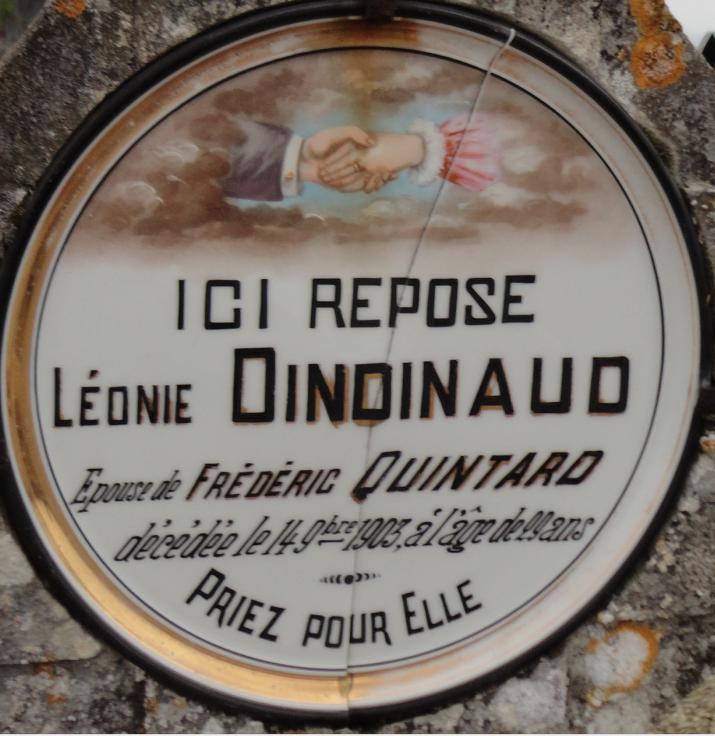 ICI REPOSE
LÉONIE DINDINAUD
Epouse de FRÉDÉRIC QUINTARD
décédée le 14 9bre 1903, à l'âge de 29 ans
PRIEZ POUR ELLE